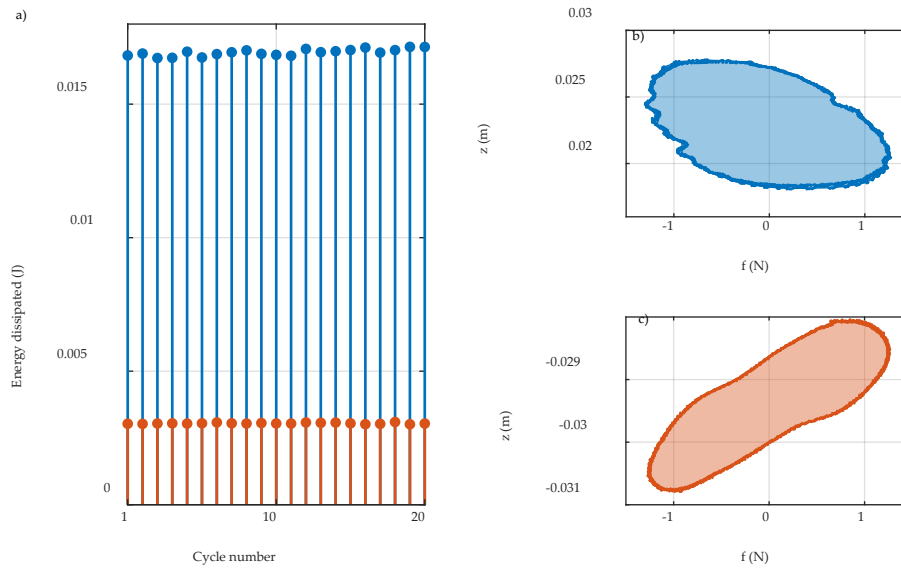 a)
0.015
0.01
0.005
0
Energy dissipated (J)
1
10
20
Cycle number
0.03
b)
0.025
z (m)
0.02
-1
0
1
f (N)
c)
-0.029
z (m)
-0.03
-0.031
-1
0
1
f (N)